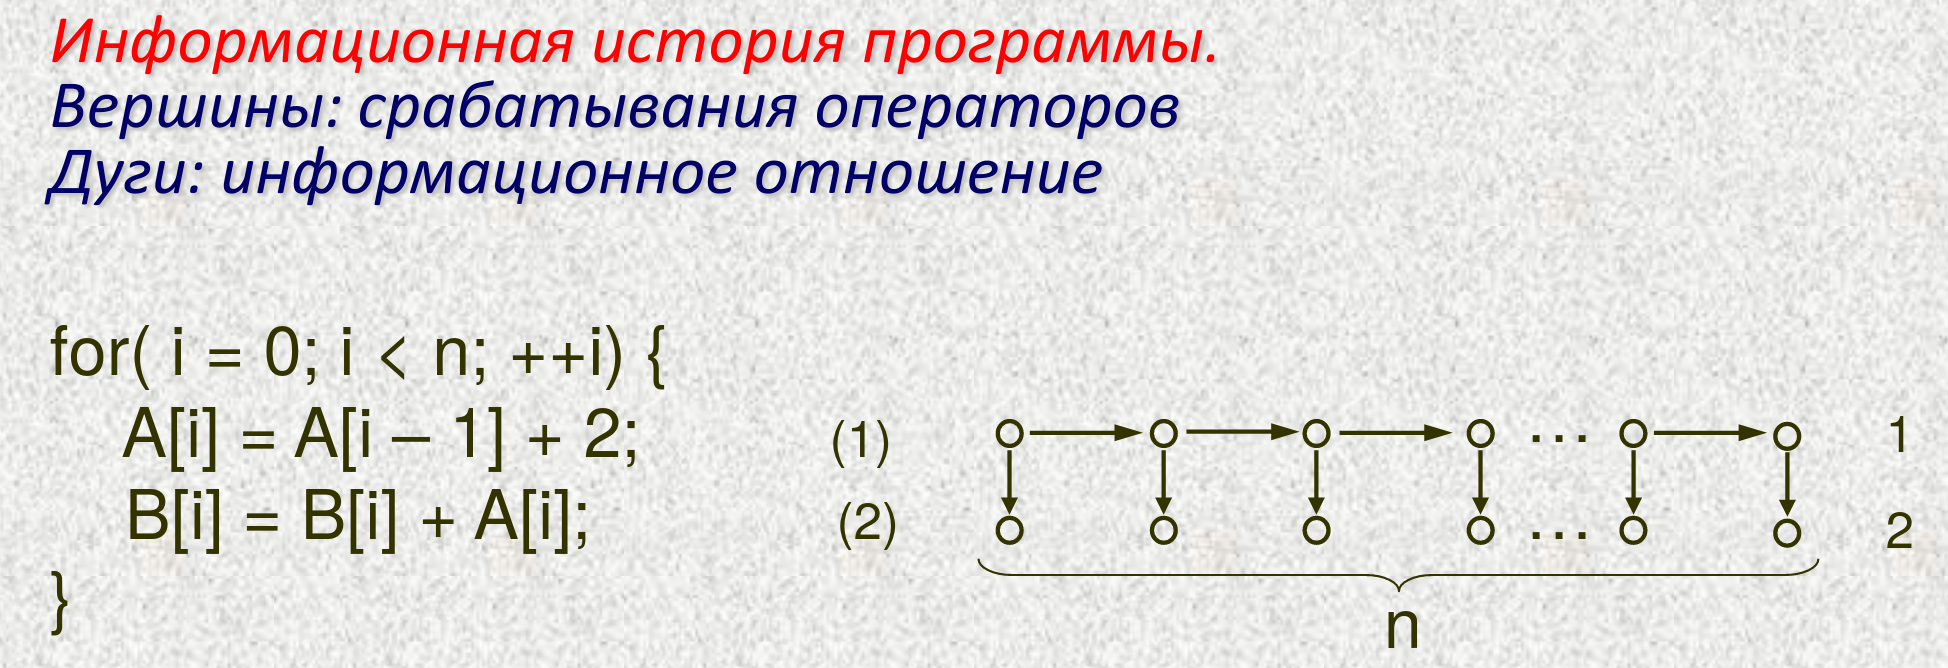 Информационная история программы.
Вершины: срабатывания операторов
Дуги: информационное отношение
for( i = 0; i < n; ++i) {
A[i] = A[i – 1] + 2; (1)
B[i] = B[i] + A[i]; (2)
}
... 1
... 2
n